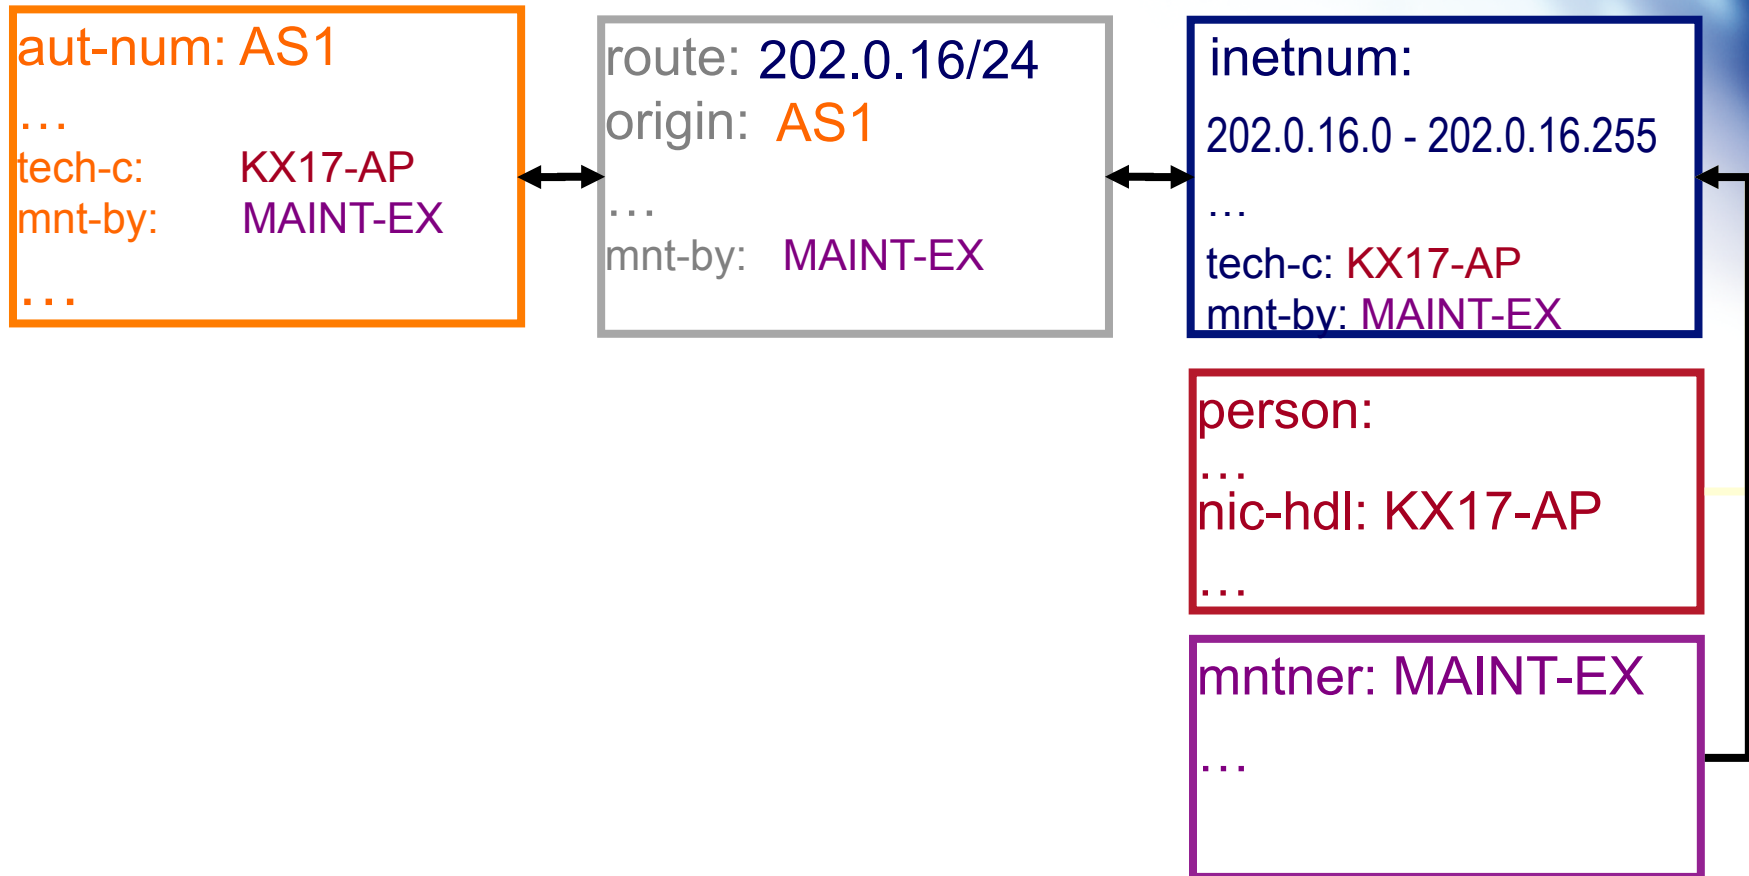 aut-num: AS1
…
tech-c: KX17-AP
mnt-by: MAINT-EX
…
route: 202.0.16/24
origin: AS1
…
mnt-by: MAINT-EX
inetnum:
202.0.16.0 - 202.0.16.255
…
tech-c: KX17-AP
mnt-by: MAINT-EX
person:
…
nic-hdl: KX17-AP
…
mntner: MAINT-EX
…